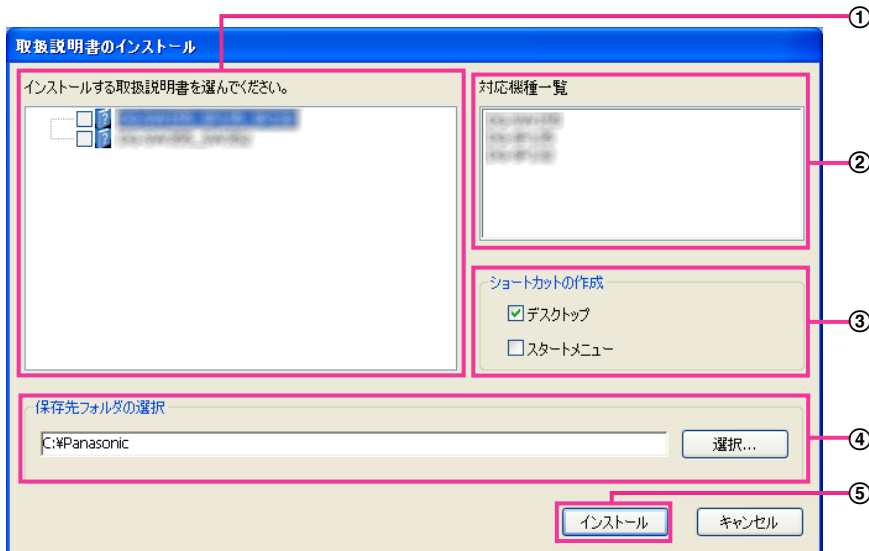 ①
取扱説明書のインストール
インストールする取扱説明書を選んでください。
対応機種一覧
②
ショートカットの作成
デスクトップ
スタートメニュー
③
保存先フォルダの選択
C:¥Panasonic
選択...
④
⑤
インストール
キャンセル